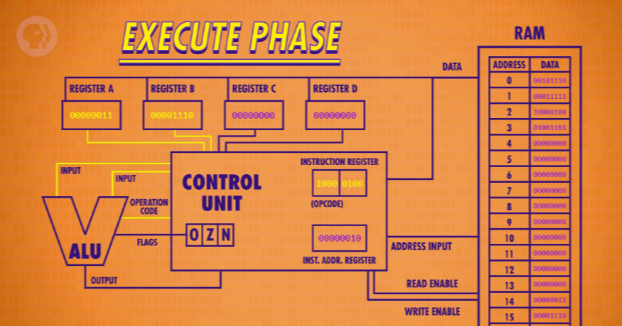 EXECUTE PHASE
RAM
DATA
ADDRESS DATA
REGISTER A REGISTER B REGISTER C REGISTER D
00000011 00001110 00000000 00000000
0 00101110
1 00011111
2 10000100
3 01001101
4 00000000
5 00000000
6 00000000
7 00000000
8 00000000
9 00000000
10 00000000
11 00000000
12 00000000
13 00000000
14 00000011
15 00001110
INPUT
INPUT
OPERATION
CODE
FLAGS
ALU
OUTPUT
CONTROL
UNIT
O Z N
INSTRUCTION REGISTER
1000 0100
(OPCODE)
00000010
INST. ADDR. REGISTER
ADDRESS INPUT
READ ENABLE
WRITE ENABLE